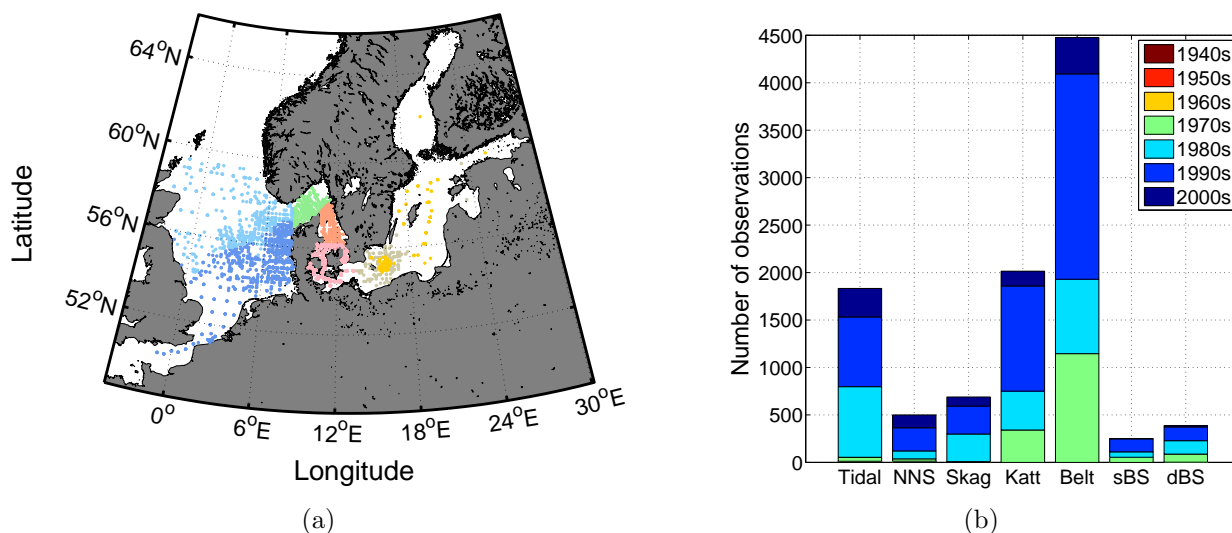 64°N
60°N
56°N
52°N
Latitude
0°
6°E
12°E
18°E
24°E
30°E
Longitude
(a)
4500
4000
3500
3000
2500
2000
1500
1000
500
0
Number of observations
1940s
1950s
1960s
1970s
1980s
1990s
2000s
Tidal NNS Skag Katt Belt sBS dBS
(b)